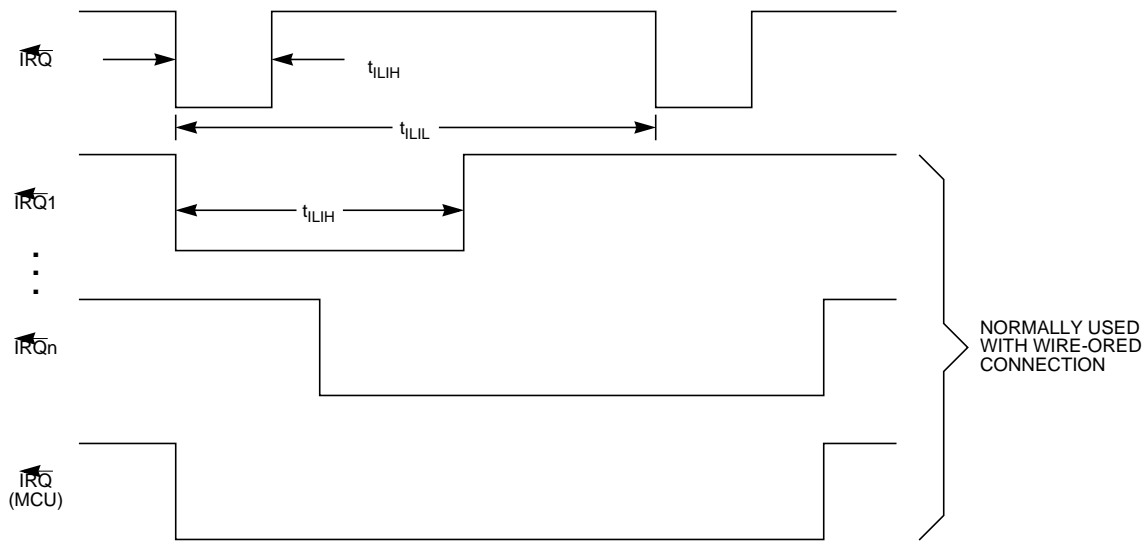 IRQ
tILIH
tILIL
IRQ1
tILIH
IRQn
NORMALLY USED
WITH WIRE-ORED
CONNECTION
IRQ
(MCU)